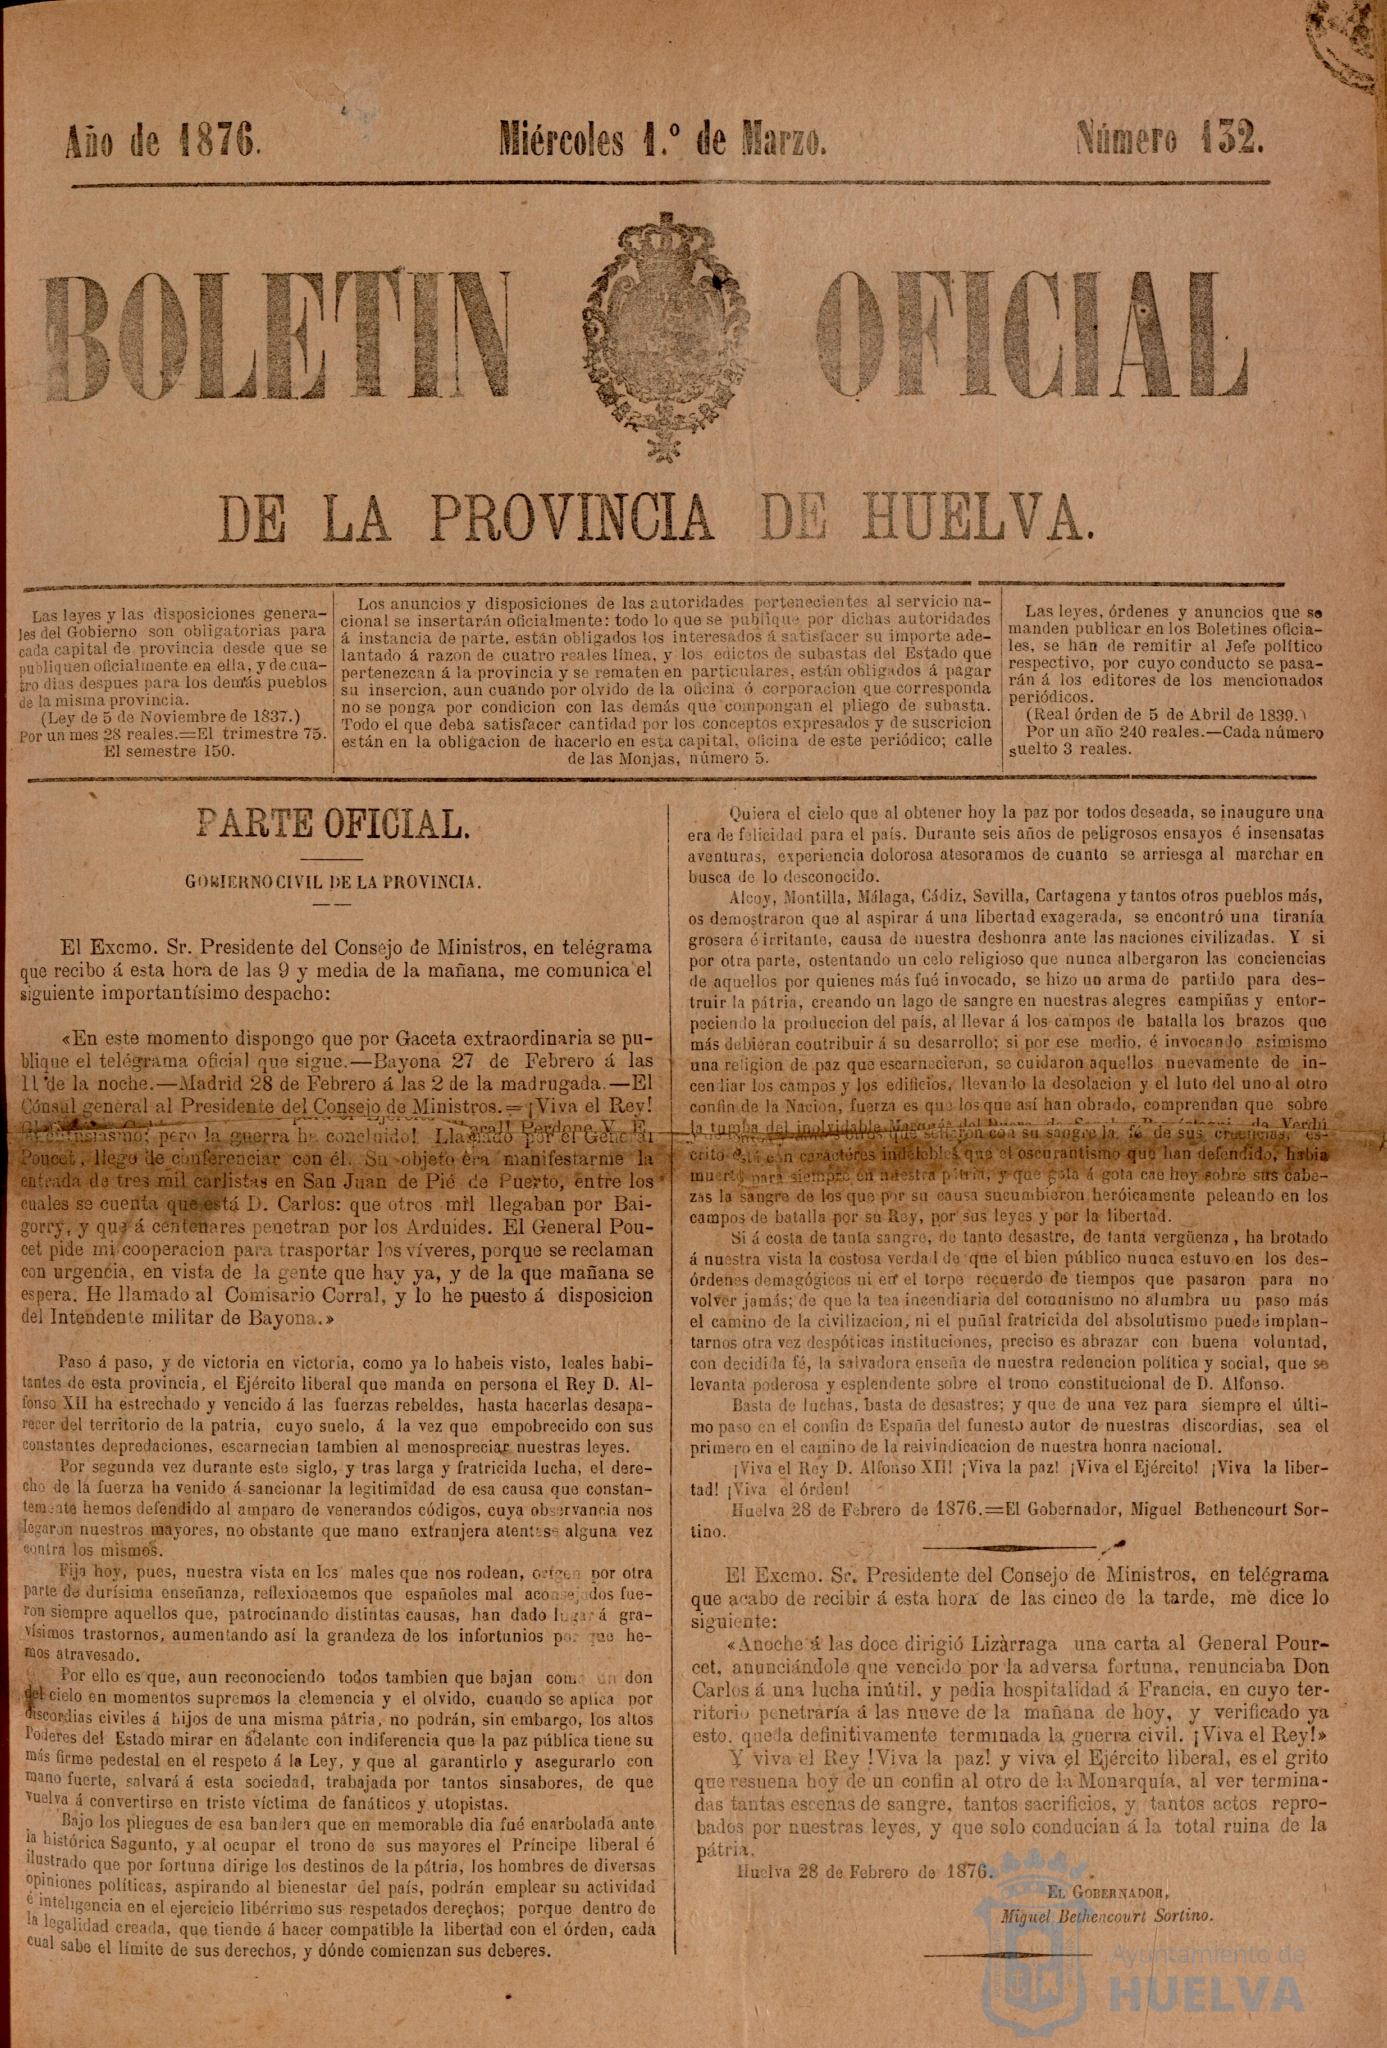 Año de 1876.
Miércoles 1.º de Marzo.
Número 132.
BOLETIN OFICIAL
DE LA PROVINCIA DE HUELVA.
Las leyes y las disposiciones genera-
les del Gobierno son obligatorias para
cada capital de provincia desde que se
publiquen oficialmente en ella, y de cua-
tro dias despues para los demás pueblos
de la misma provincia.
(Ley de 5 de Noviembre de 1837.)
Por un mes 28 reales.=El trimestre 75.
El semestre 150.
Los anuncios y disposiciones de las autoridades pertenecientes al servicio na-
cional se insertarán oficialmente: todo lo que se publique por dichas autoridades
á instancia de parte, están obligados los interesados á satisfacer su importe ade-
lantado á razon de cuatro reales línea, y los edictos de subastas del Estado que
pertenezcan á la provincia y se rematen en particulares, están obligados á pagar
su insercion, aun cuando por olvido de la oficina ó corporacion que corresponda
no se ponga por condicion con las demás que compongan el pliego de subasta.
Todo el que deba satisfacer cantidad por los conceptos expresados y de suscricion
están en la obligacion de hacerlo en esta capital, oficina de este periódico; calle
de las Monjas, número 5.
Las leyes, órdenes y anuncios que se
manden publicar en los Boletines oficia-
les, se han de remitir al Jefe político
respectivo, por cuyo conducto se pasa-
rán á los editores de los mencionados
periódicos.
(Real órden de 5 de Abril de 1839.)
Por un año 240 reales.—Cada número
suelto 3 reales.
PARTE OFICIAL.
GOBIERNO CIVIL DE LA PROVINCIA.
El Excmo. Sr. Presidente del Consejo de Ministros, en telégrama
que recibo á esta hora de las 9 y media de la mañana, me comunica el
siguiente importantísimo despacho:
«En este momento dispongo que por Gaceta extraordinaria se pu-
blique el telégrama oficial que sigue.—Bayona 27 de Febrero á las
11 de la noche.—Madrid 28 de Febrero á las 2 de la madrugada.—El
Cónsul general al Presidente del Consejo de Ministros.=¡Viva el Rey!
Perdone V. E.
entusiasmo; pero la guerra ha concluido! Llamado por el General
Poucet, llego de conferenciar con él. Su objeto era manifestarme la
entrada de tres mil carlistas en San Juan de Pié de Puerto, entre los
cuales se cuenta que está D. Carlos: que otros mil llegaban por Bai-
gorry, y que á centenares penetran por los Arduides. El General Pou-
cet pide mi cooperacion para trasportar los víveres, porque se reclaman
con urgencia, en vista de la gente que hay ya, y de la que mañana se
espera. He llamado al Comisario Corral, y lo he puesto á disposicion
del Intendente militar de Bayona.»
Paso á paso, y de victoria en victoria, como ya lo habeis visto, leales habi-
tantes de esta provincia, el Ejército liberal que manda en persona el Rey D. Al-
fonso XII ha estrechado y vencido á las fuerzas rebeldes, hasta hacerlas desapa-
recer del territorio de la patria, cuyo suelo, á la vez que empobrecido con sus
constantes depredaciones, escarnecian tambien al menospreciar nuestras leyes.
Por segunda vez durante este siglo, y tras larga y fratricida lucha, el dere-
cho de la fuerza ha venido á sancionar la legitimidad de esa causa que constan-
temente hemos defendido al amparo de venerandos códigos, cuya observancia nos
legaron nuestros mayores, no obstante que mano extranjera atentase alguna vez
contra los mismos.
Fija hoy, pues, nuestra vista en los males que nos rodean, origen por otra
parte de durísima enseñanza, reflexionemos que españoles mal aconsejados fue-
ron siempre aquellos que, patrocinando distintas causas, han dado lugar á gra-
vísimos trastornos, aumentando así la grandeza de los infortunios por que he-
mos atravesado.
Por ello es que, aun reconociendo todos tambien que bajan como un don
del cielo en momentos supremos la clemencia y el olvido, cuando se aplica por
discordias civiles á hijos de una misma pátria, no podrán, sin embargo, los altos
Poderes del Estado mirar en adelante con indiferencia que la paz pública tiene su
más firme pedestal en el respeto á la Ley, y que al garantirlo y asegurarlo con
mano fuerte, salvará á esta sociedad, trabajada por tantos sinsabores, de que
vuelva á convertirse en triste víctima de fanáticos y utopistas.
Bajo los pliegues de esa bandera que en memorable dia fué enarbolada ante
la histórica Sagunto, y al ocupar el trono de sus mayores el Príncipe liberal é
ilustrado que por fortuna dirige los destinos de la pátria, los hombres de diversas
opiniones políticas, aspirando al bienestar del país, podrán emplear su actividad
é inteligencia en el ejercicio libérrimo sus respetados derechos; porque dentro de
la legalidad creada, que tiende á hacer compatible la libertad con el órden, cada
cual sabe el límite de sus derechos, y dónde comienzan sus deberes.
Quiera el cielo que al obtener hoy la paz por todos deseada, se inaugure una
era de felicidad para el país. Durante seis años de peligrosos ensayos é insensatas
aventuras, experiencia dolorosa atesoramos de cuanto se arriesga al marchar en
busca de lo desconocido.
Alcoy, Montilla, Málaga, Cádiz, Sevilla, Cartagena y tantos otros pueblos más,
os demostraron que al aspirar á una libertad exagerada, se encontró una tiranía
grosera é irritante, causa de nuestra deshonra ante las naciones civilizadas. Y si
por otra parte, ostentando un celo religioso que nunca albergaron las conciencias
de aquellos por quienes más fué invocado, se hizo un arma de partido para des-
truir la pátria, creando un lago de sangre en nuestras alegres campiñas y entor-
peciendo la produccion del país, al llevar á los campos de batalla los brazos que
más debieran contribuir á su desarrollo; si por ese medio, é invocando asimismo
una religion de paz que escarnecieron, se cuidaron aquellos nuevamente de in-
cendiar los campos y los edificios, llevando la desolacion y el luto del uno al otro
confin de la Nacion, fuerza es que los que así han obrado, comprendan que sobre
la tumba del inolvidable Marqués del Duero,
otros que sellaron con su sangre la fé de sus creencias, es-
crito está con caractéres indelebles que el oscurantismo que han defendido, habia
muerto para siempre en nuestra pátria, y que gota á gota cae hoy sobre sus cabe-
zas la sangre de los que por su causa sucumbieron heróicamente peleando en los
campos de batalla por su Rey, por sus leyes y por la libertad.
Si á costa de tanta sangre, de tanto desastre, de tanta vergüenza, ha brotado
á nuestra vista la costosa verdad de que el bien público nunca estuvo en los des-
órdenes demagógicos ni en el torpe recuerdo de tiempos que pasaron para no
volver jamás; de que la tea incendiaria del comunismo no alumbra un paso más
el camino de la civilizacion, ni el puñal fratricida del absolutismo puede implan-
tarnos otra vez despóticas instituciones, preciso es abrazar con buena voluntad,
con decidida fé, la salvadora enseña de nuestra redencion política y social, que se
levanta poderosa y esplendente sobre el trono constitucional de D. Alfonso.
Basta de luchas, basta de desastres; y que de una vez para siempre el últi-
mo paso en el confin de España del funesto autor de nuestras discordias, sea el
primero en el camino de la reivindicacion de nuestra honra nacional.
¡Viva el Rey D. Alfonso XII! ¡Viva la paz! ¡Viva el Ejército! ¡Viva la liber-
tad! ¡Viva el órden!
Huelva 28 de Febrero de 1876.=El Gobernador, Miguel Bethencourt Sor-
tino.
El Excmo. Sr. Presidente del Consejo de Ministros, en telégrama
que acabo de recibir á esta hora de las cinco de la tarde, me dice lo
siguiente:
«Anoche á las doce dirigió Lizàrraga una carta al General Pour-
cet, anunciándole que vencido por la adversa fortuna, renunciaba Don
Carlos á una lucha inútil, y pedia hospitalidad á Francia, en cuyo ter-
ritorio penetraría á las nueve de la mañana de hoy, y verificado ya
esto, queda definitivamente terminada la guerra civil. ¡Viva el Rey!»
Y viva el Rey !Viva la paz! y viva el Ejército liberal, es el grito
que resuena hoy de un confin al otro de la Monarquía, al ver termina-
das tantas escenas de sangre, tantos sacrificios, y tantos actos repro-
bados por nuestras leyes, y que solo conducian á la total ruina de la
pátria.
Huelva 28 de Febrero de 1876.
EL GOBERNADOR,
Miguel Bethencourt Sortino.
Ayuntamiento de
HUELVA